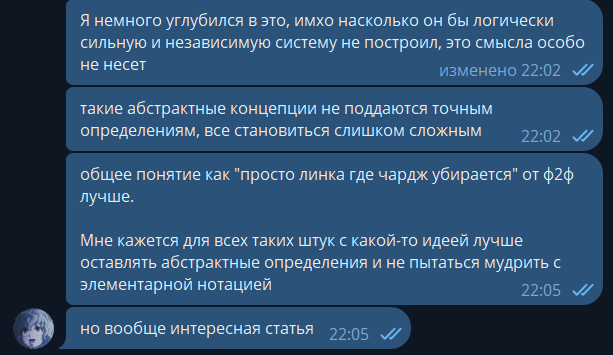 Я немного углубился в это, имхо насколько он бы логически
сильную и независимую систему не построил, это смысла особо
не несет
изменено 22:02
такие абстрактные концепции не поддаются точным
определениям, все становиться слишком сложным
22:02
общее понятие как "просто линка где чардж убирается" от ф2ф
лучше.
Мне кажется для всех таких штук с какой-то идеей лучше
оставлять абстрактные определения и не пытаться мудрить с
элементарной нотацией
22:05
но вообще интересная статья
22:05